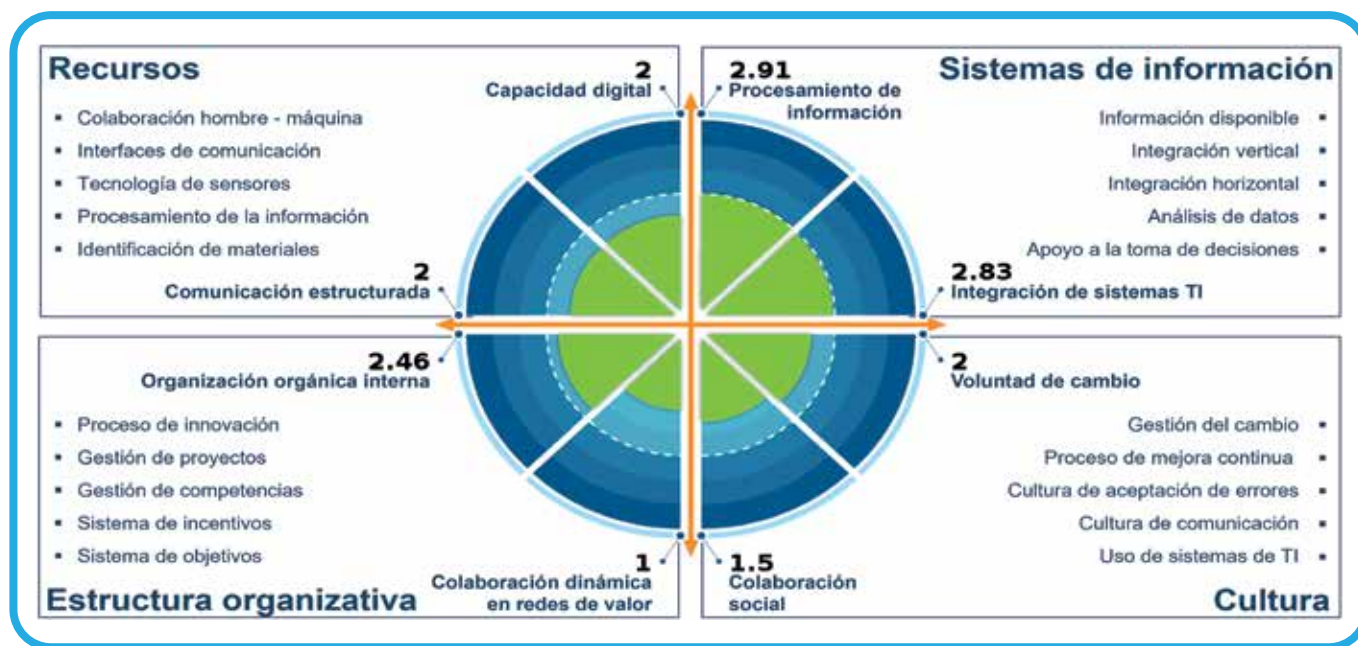 Recursos
Colaboración hombre - máquina
Interfaces de comunicación
Tecnología de sensores
Procesamiento de la información
Identificación de materiales
2
Capacidad digital
2
Comunicación estructurada
2.91
Procesamiento de
información
Sistemas de información
Información disponible
Integración vertical
Integración horizontal
Análisis de datos
Apoyo a la toma de decisiones
2.83
Integración de sistemas TI
2.46
Organización orgánica interna
Proceso de innovación
Gestión de proyectos
Gestión de competencias
Sistema de incentivos
Sistema de objetivos
Estructura organizativa
1
Colaboración dinámica
en redes de valor
2
Voluntad de cambio
Gestión del cambio
Proceso de mejora continua
Cultura de aceptación de errores
Cultura de comunicación
Uso de sistemas de TI
1.5
Colaboración
social
Cultura